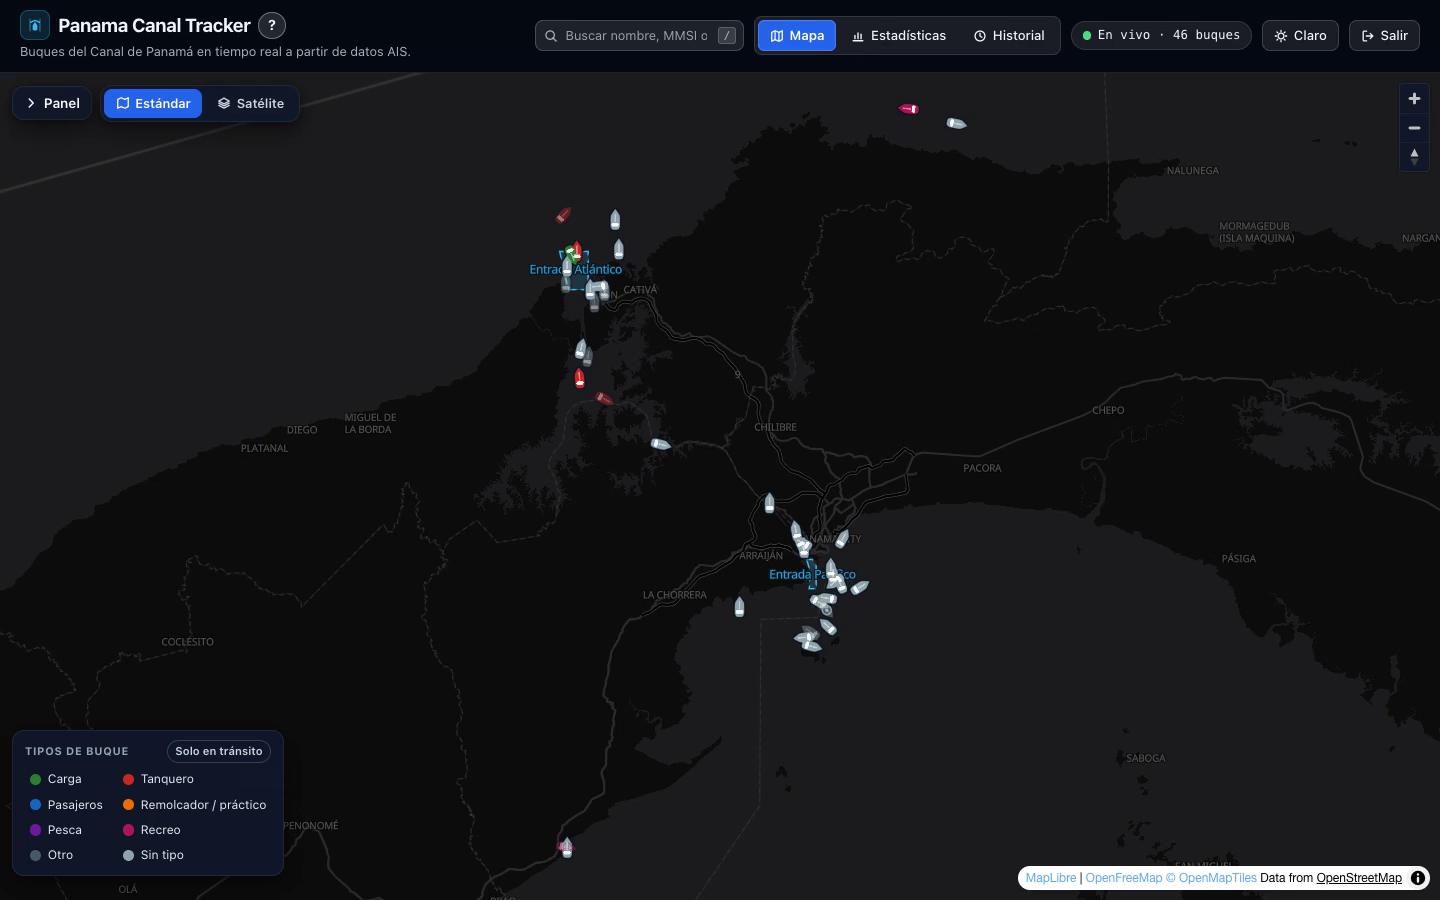 Panama Canal Tracker ?
Buques del Canal de Panamá en tiempo real a partir de datos AIS.
Buscar nombre, MMSI o /
Mapa
Estadísticas
Historial
En vivo · 46 buques
Claro
Salir
Panel
Estándar
Satélite
NALUNEGA
MORMAGEDUB
(ISLA MAQUINA)
NARGAN
Entrada Atlántico
CATIVÁ
9
MIGUEL DE
LA BORDA
DIEGO
PLATANAL
CHEPO
CHILIBRE
PACORA
ARRAIJÁN
PÁSIGA
Entrada Pacífico
LA CHORRERA
COCLESITO
SABOGA
TIPOS DE BUQUE
Solo en tránsito
Carga
Tanquero
Pasajeros
Remolcador / práctico
Pesca
Recreo
Otro
Sin tipo
PENONOMÉ
OLÁ
MapLibre | OpenFreeMap © OpenMapTiles Data from OpenStreetMap